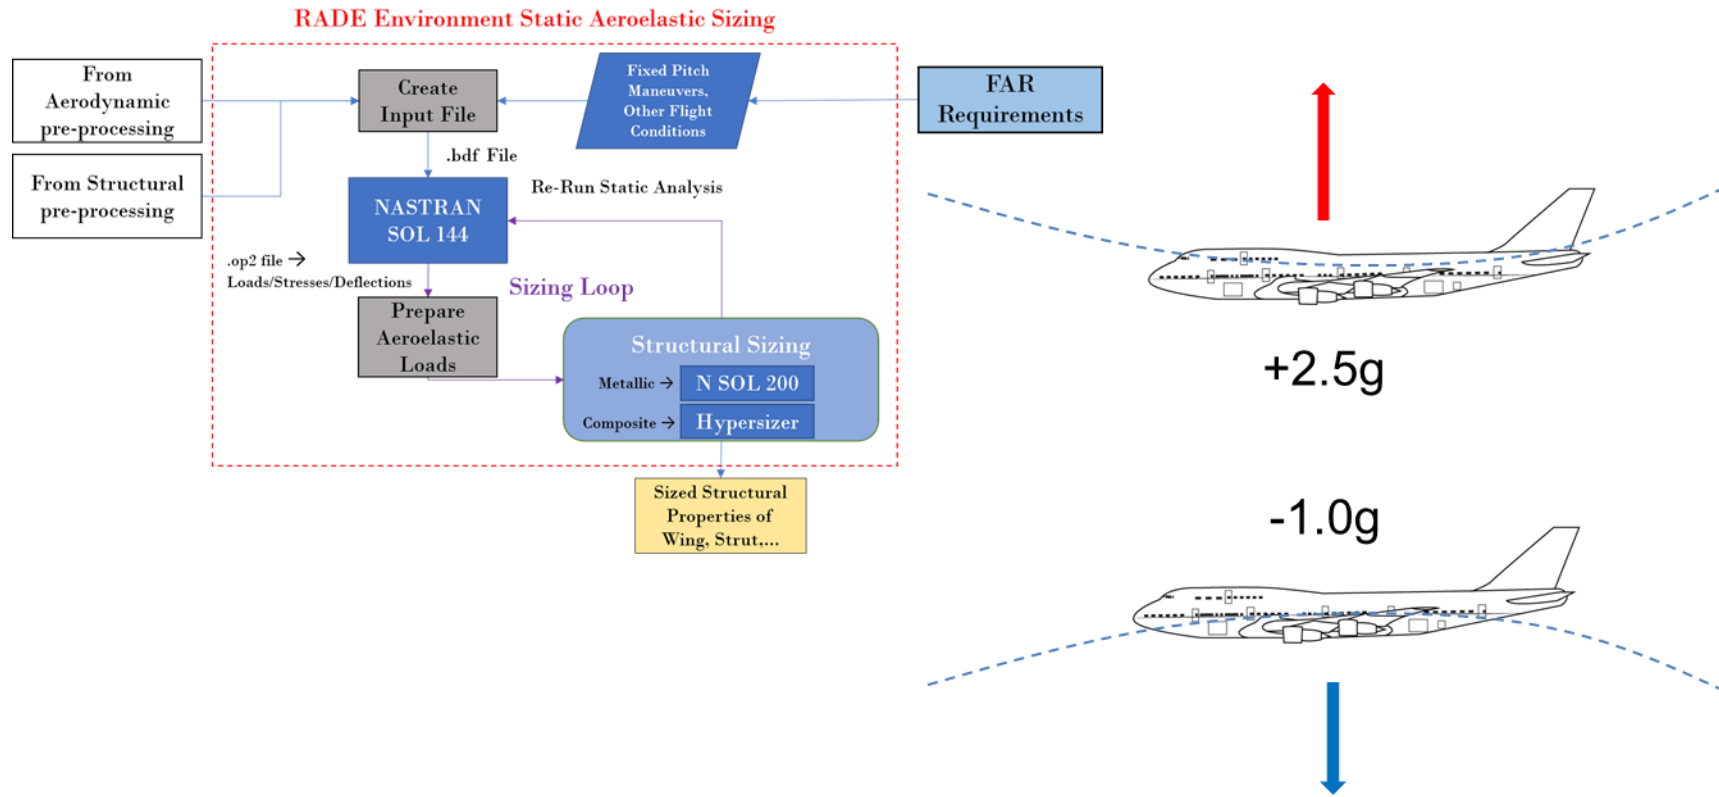 RADE Environment Static Aeroelastic Sizing
From
Aerodynamic
pre-processing
From Structural
pre-processing
Create
Input File
Fixed Pitch
Maneuvers,
Other Flight
Conditions
FAR
Requirements
.bdf File
NASTRAN
SOL 144
Re-Run Static Analysis
.op2 file →
Loads/Stresses/Deflections
Sizing Loop
Prepare
Aeroelastic
Loads
Structural Sizing
Metallic →
N SOL 200
Composite →
Hypersizer
Sized Structural
Properties of
Wing, Strut,...
+2.5g
-1.0g